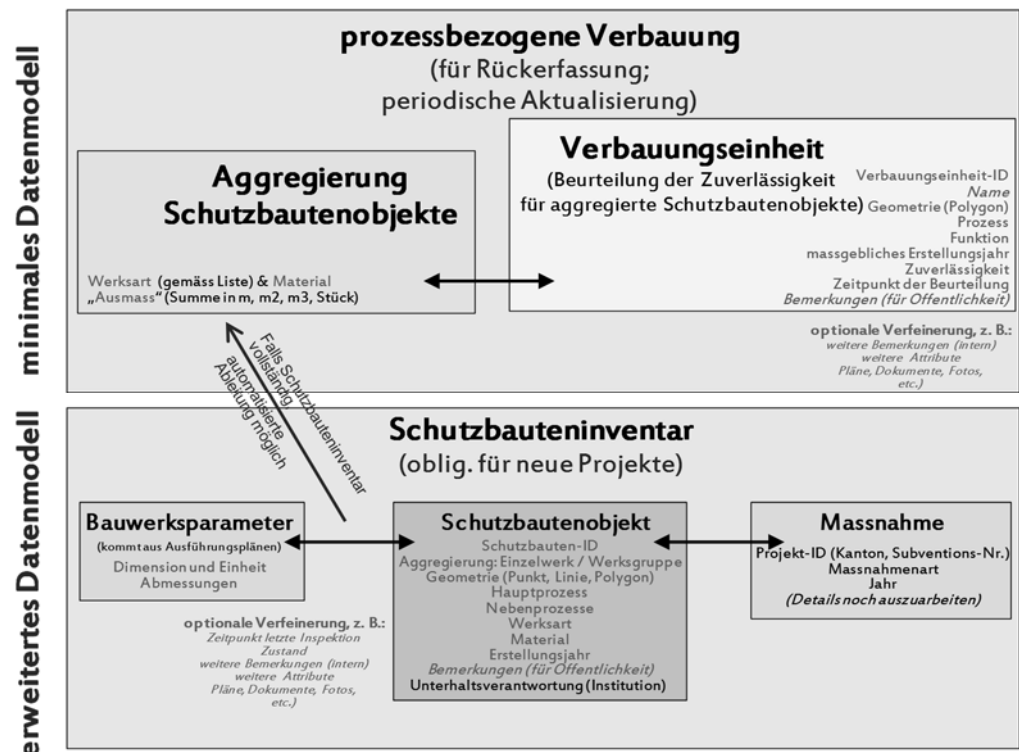 minimales Datenmodell
prozessbezogene Verbauung
(für Rückerfassung;
periodische Aktualisierung)
Aggregierung
Schutzbautenobjekte
Werksart (gemäss Liste) & Material
„Ausmass“ (Summe in m, m2, m3, Stück)
Verbauungseinheit
(Beurteilung der Zuverlässigkeit
für aggregierte Schutzbautenobjekte)
Verbauungseinheit-ID
Name
Geometrie (Polygon)
Prozess
Funktion
massgebliches Erstellungsjahr
Zuverlässigkeit
Zeitpunkt der Beurteilung
Bemerkungen (für Offentlichkeit)
optionale Verfeinerung, z. B.:
weitere Bemerkungen (intern)
weitere Attribute
Pläne, Dokumente, Fotos,
etc.)
Falls Schutzbauteninventar
vollständig,
automatisierte
Ableitung möglich
erweitertes Datenmodell
Schutzbauteninventar
(oblig. für neue Projekte)
Bauwerksparameter
(kommt aus Ausführungsplänen)
Dimension und Einheit
Abmessungen
optionale Verfeinerung, z. B.:
Zeitpunkt letzte Inspektion
Zustand
weitere Bemerkungen (intern)
weitere Attribute
Pläne, Dokumente, Fotos,
etc.)
Schutzbautenobjekt
Schutzbauten-ID
Aggregierung: Einzelwerk / Werksgruppe
Geometrie (Punkt, Linie, Polygon)
Hauptprozess
Nebenprozesse
Werksart
Material
Erstellungsjahr
Bemerkungen (für Offentlichkeit)
Unterhaltsverantwortung (Institution)
Massnahme
Projekt-ID (Kanton, Subventions-Nr.)
Massnahmenart
Jahr
(Details noch auszuarbeiten)